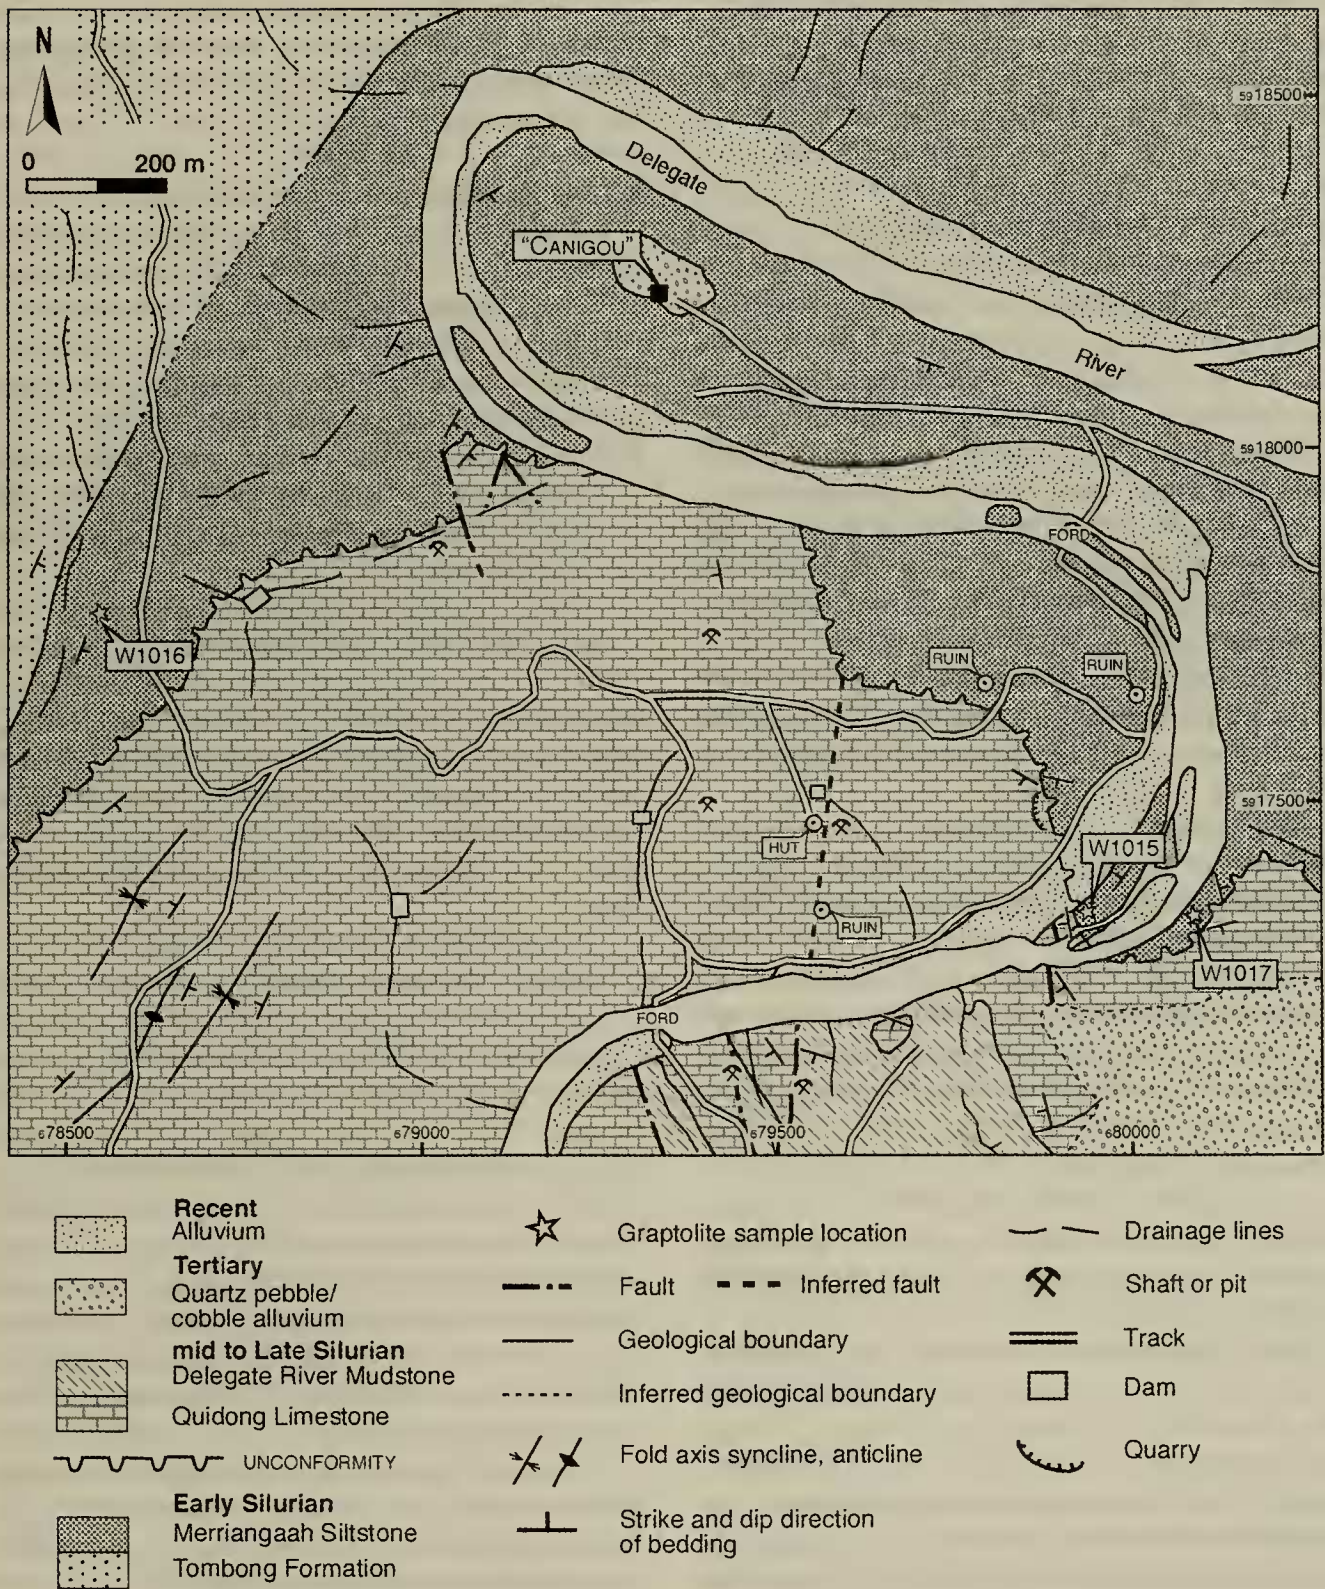 N
0 200 m
5918500
Delegate
"CANIGOU"
River
5918000
FORD
W1016
RUIN
RUIN
5917500
HUT
W1015
RUIN
W1017
FORD
678500
679000
679500
680000
Recent
Alluvium
Tertiary
Quartz pebble/
cobble alluvium
mid to Late Silurian
Delegate River Mudstone
Quidong Limestone
UNCONFORMITY
Early Silurian
Merriangaah Siltstone
Tombong Formation
Graptolite sample location
Fault
Inferred fault
Geological boundary
Inferred geological boundary
Fold axis syncline, anticline
Strike and dip direction
of bedding
Drainage lines
Shaft or pit
Track
Dam
Quarry